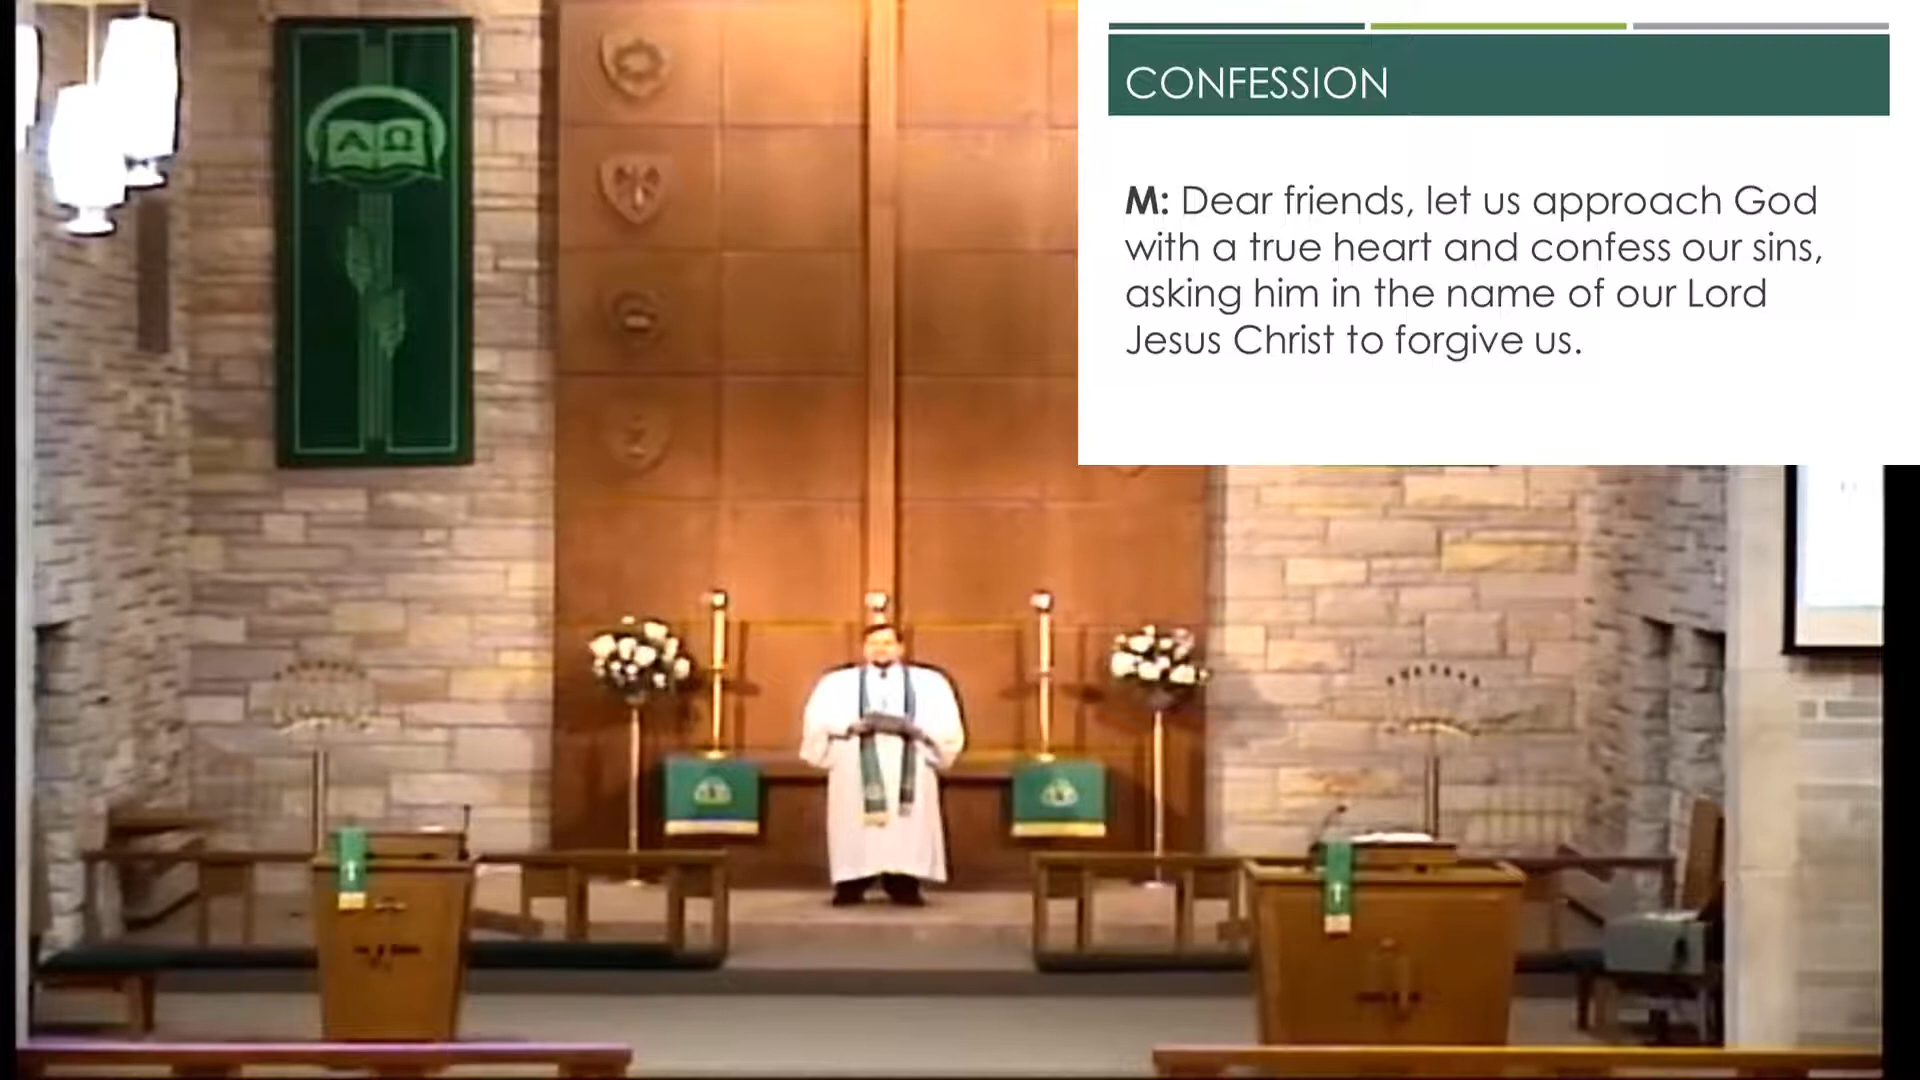 CONFESSION
M: Dear friends, let us approach God
with a true heart and confess our sins,
asking him in the name of our Lord
Jesus Christ to forgive us.
Α Ω